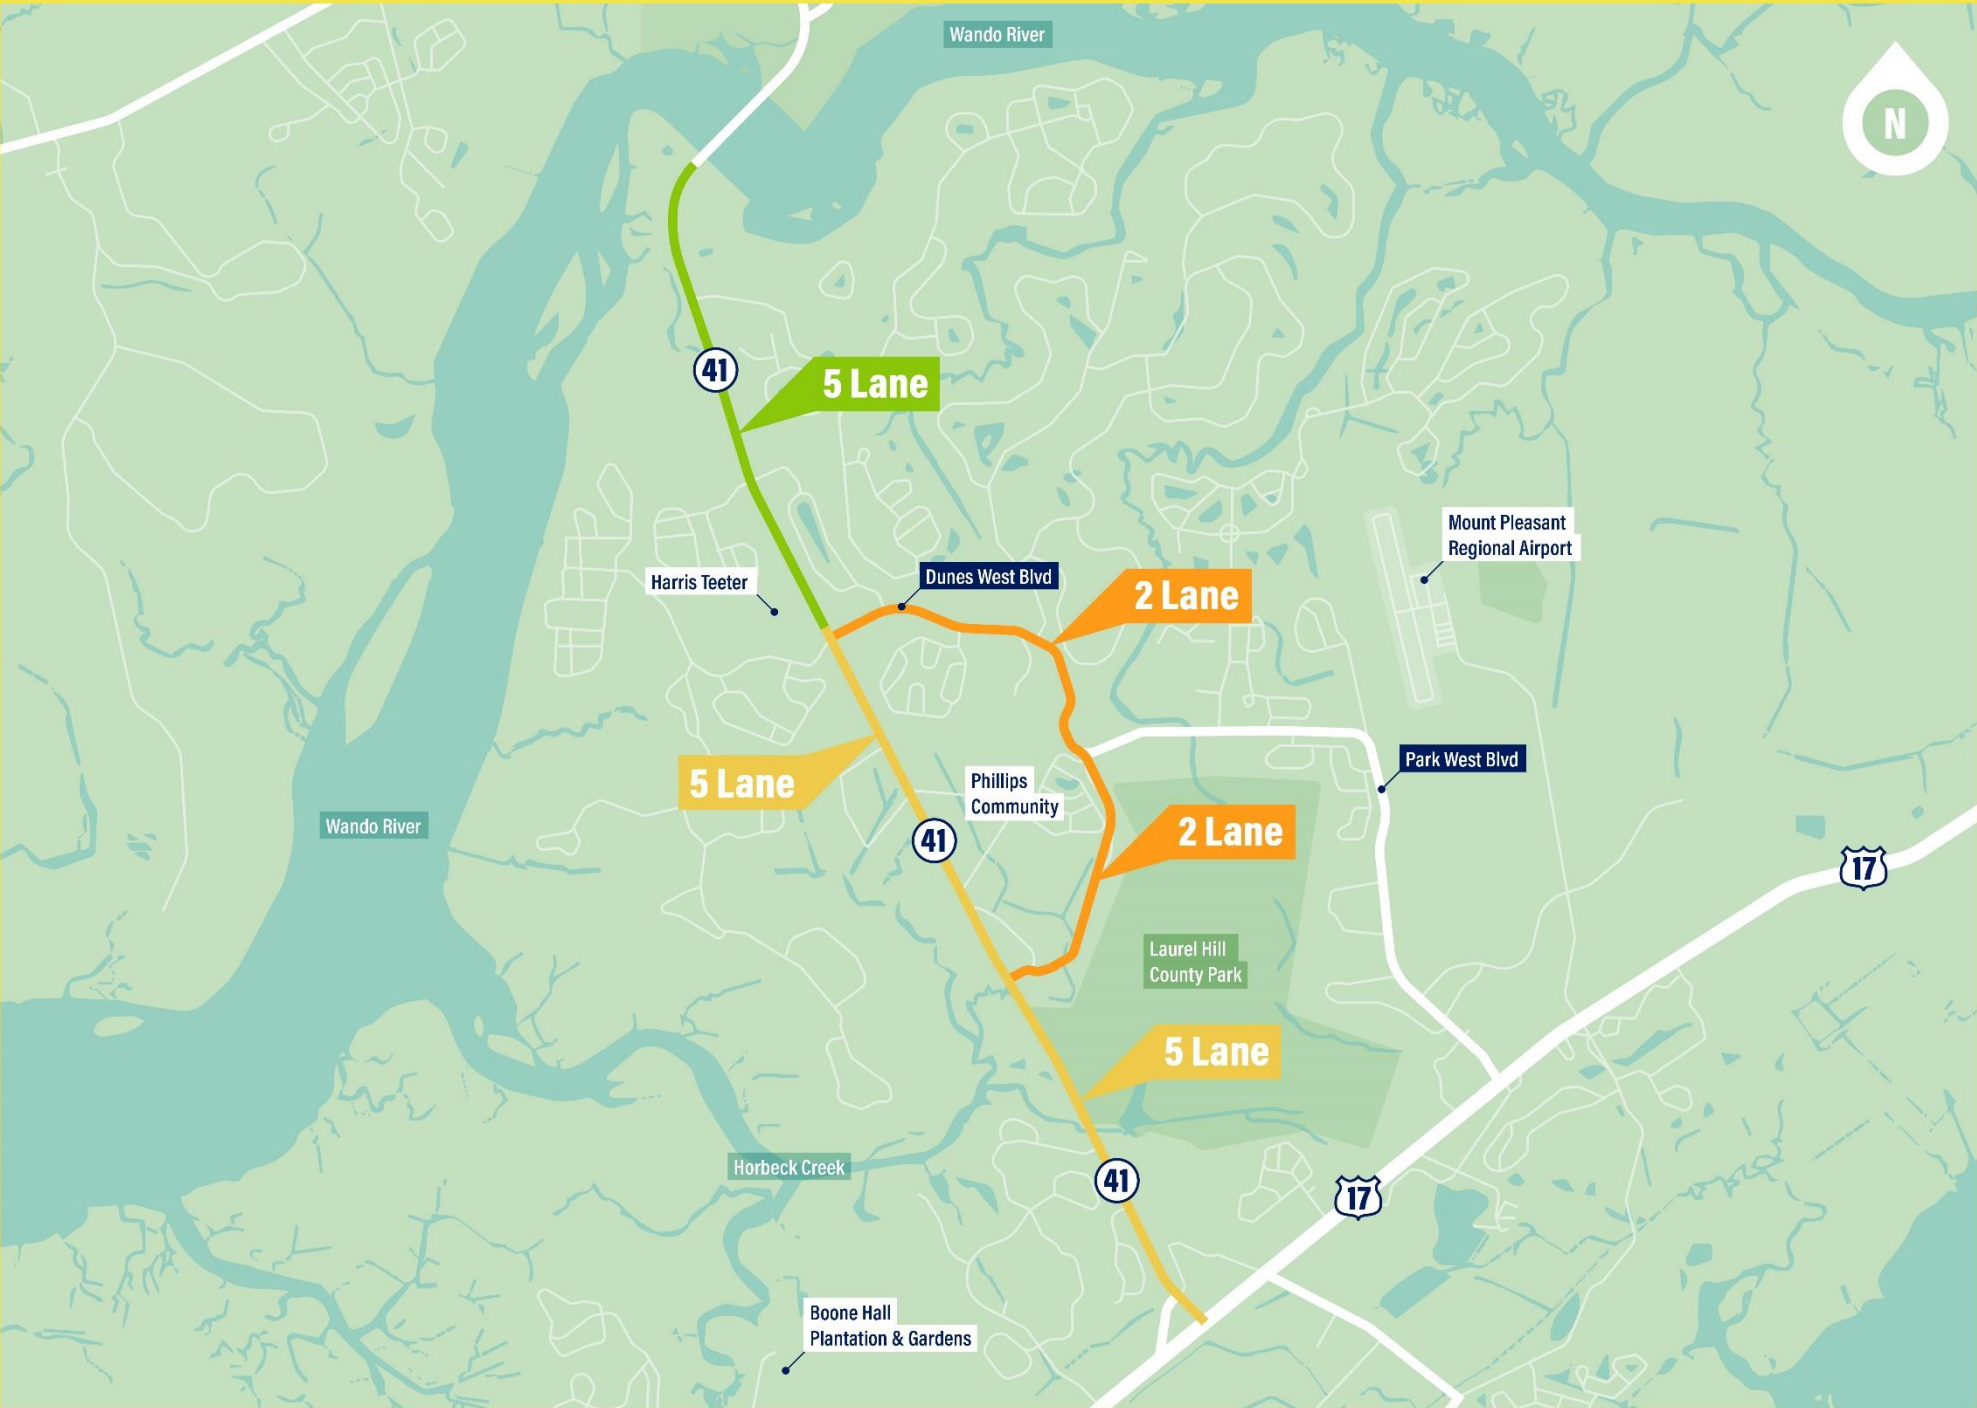 Wando River
N
41
5 Lane
Mount Pleasant
Regional Airport
Harris Teeter
Dunes West Blvd
2 Lane
5 Lane
Phillips
Community
Park West Blvd
Wando River
41
2 Lane
17
Laurel Hill
County Park
5 Lane
Horbeck Creek
41
17
Boone Hall
Plantation & Gardens